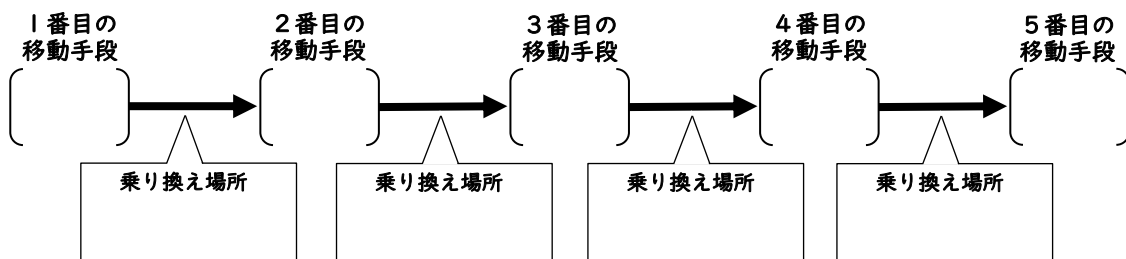 1番目の
移動手段
2番目の
移動手段
3番目の
移動手段
4番目の
移動手段
5番目の
移動手段
乗り換え場所
乗り換え場所
乗り換え場所
乗り換え場所